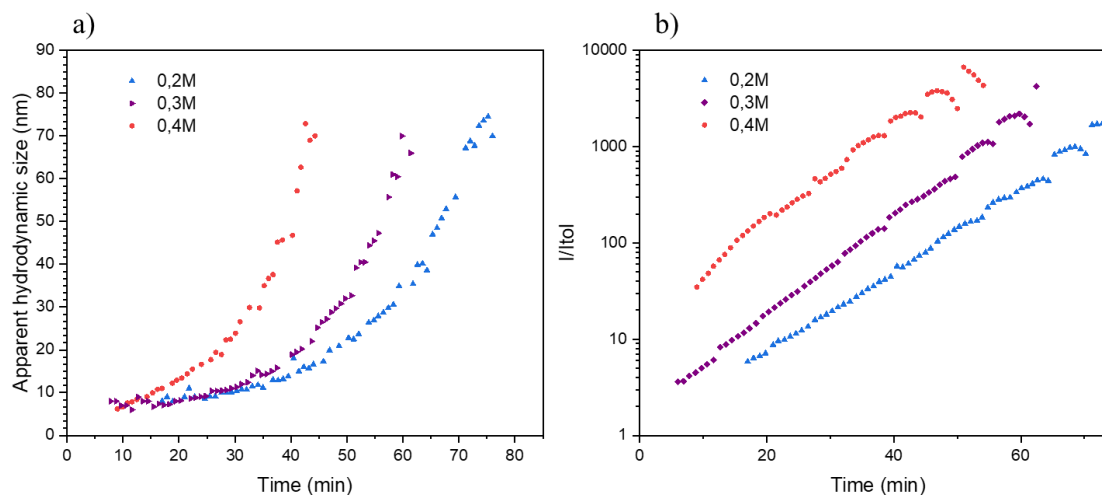 a)
Apparent hydrodynamic size (nm)
90
80
70
60
50
40
30
20
10
0
0,2M
0,3M
0,4M
0 10 20 30 40 50 60 70 80
Time (min)
b)
I/Itol
10000
1000
100
10
1
0,2M
0,3M
0,4M
0 20 40 60
Time (min)